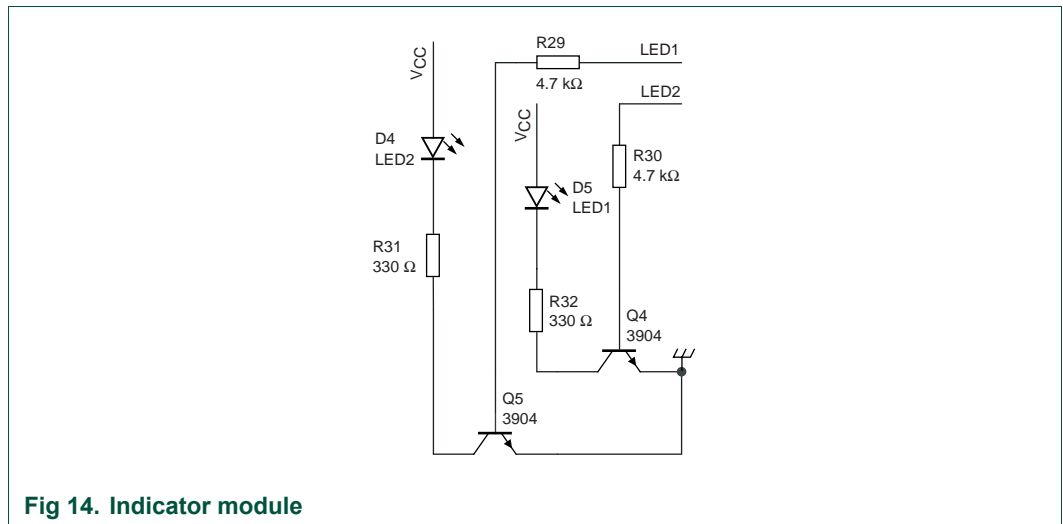 R29
LED1
4.7 kΩ
LED2
VCC
VCC
D4
LED2
R30
4.7 kΩ
D5
LED1
R31
330 Ω
R32
330 Ω
Q4
3904
Q5
3904
Fig 14. Indicator module